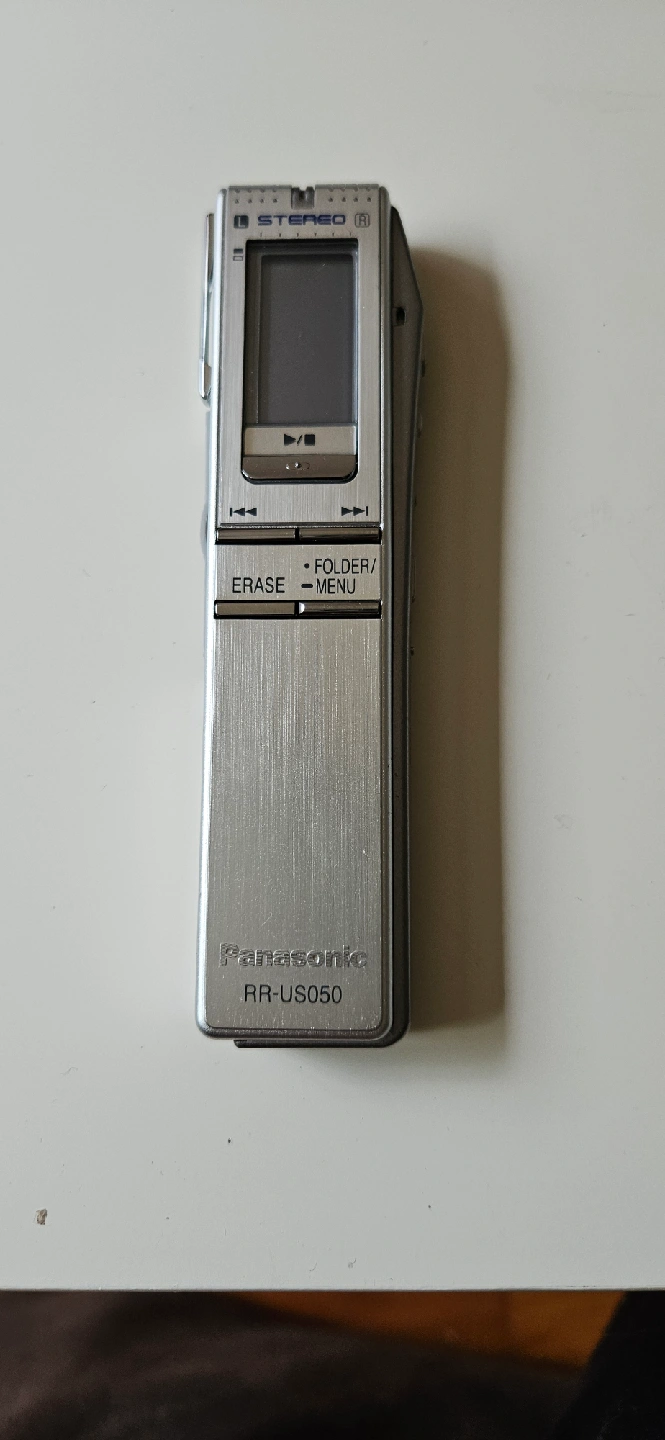 L STEREO R
ERASE
• FOLDER/
– MENU
Panasonic
RR-US050